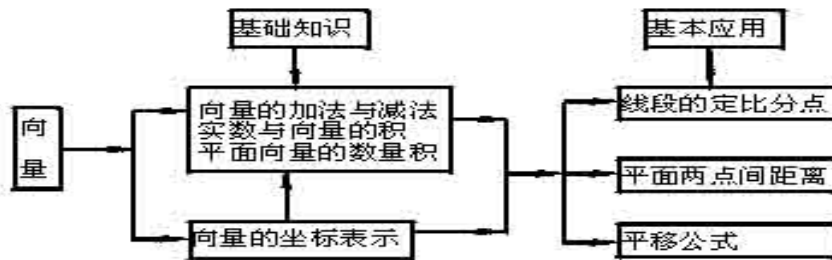 基础知识
基本应用
向量
向量的加法与减法
实数与向量的积
平面向量的数量积
向量的坐标表示
线段的定比分点
平面两点间距离
平移公式